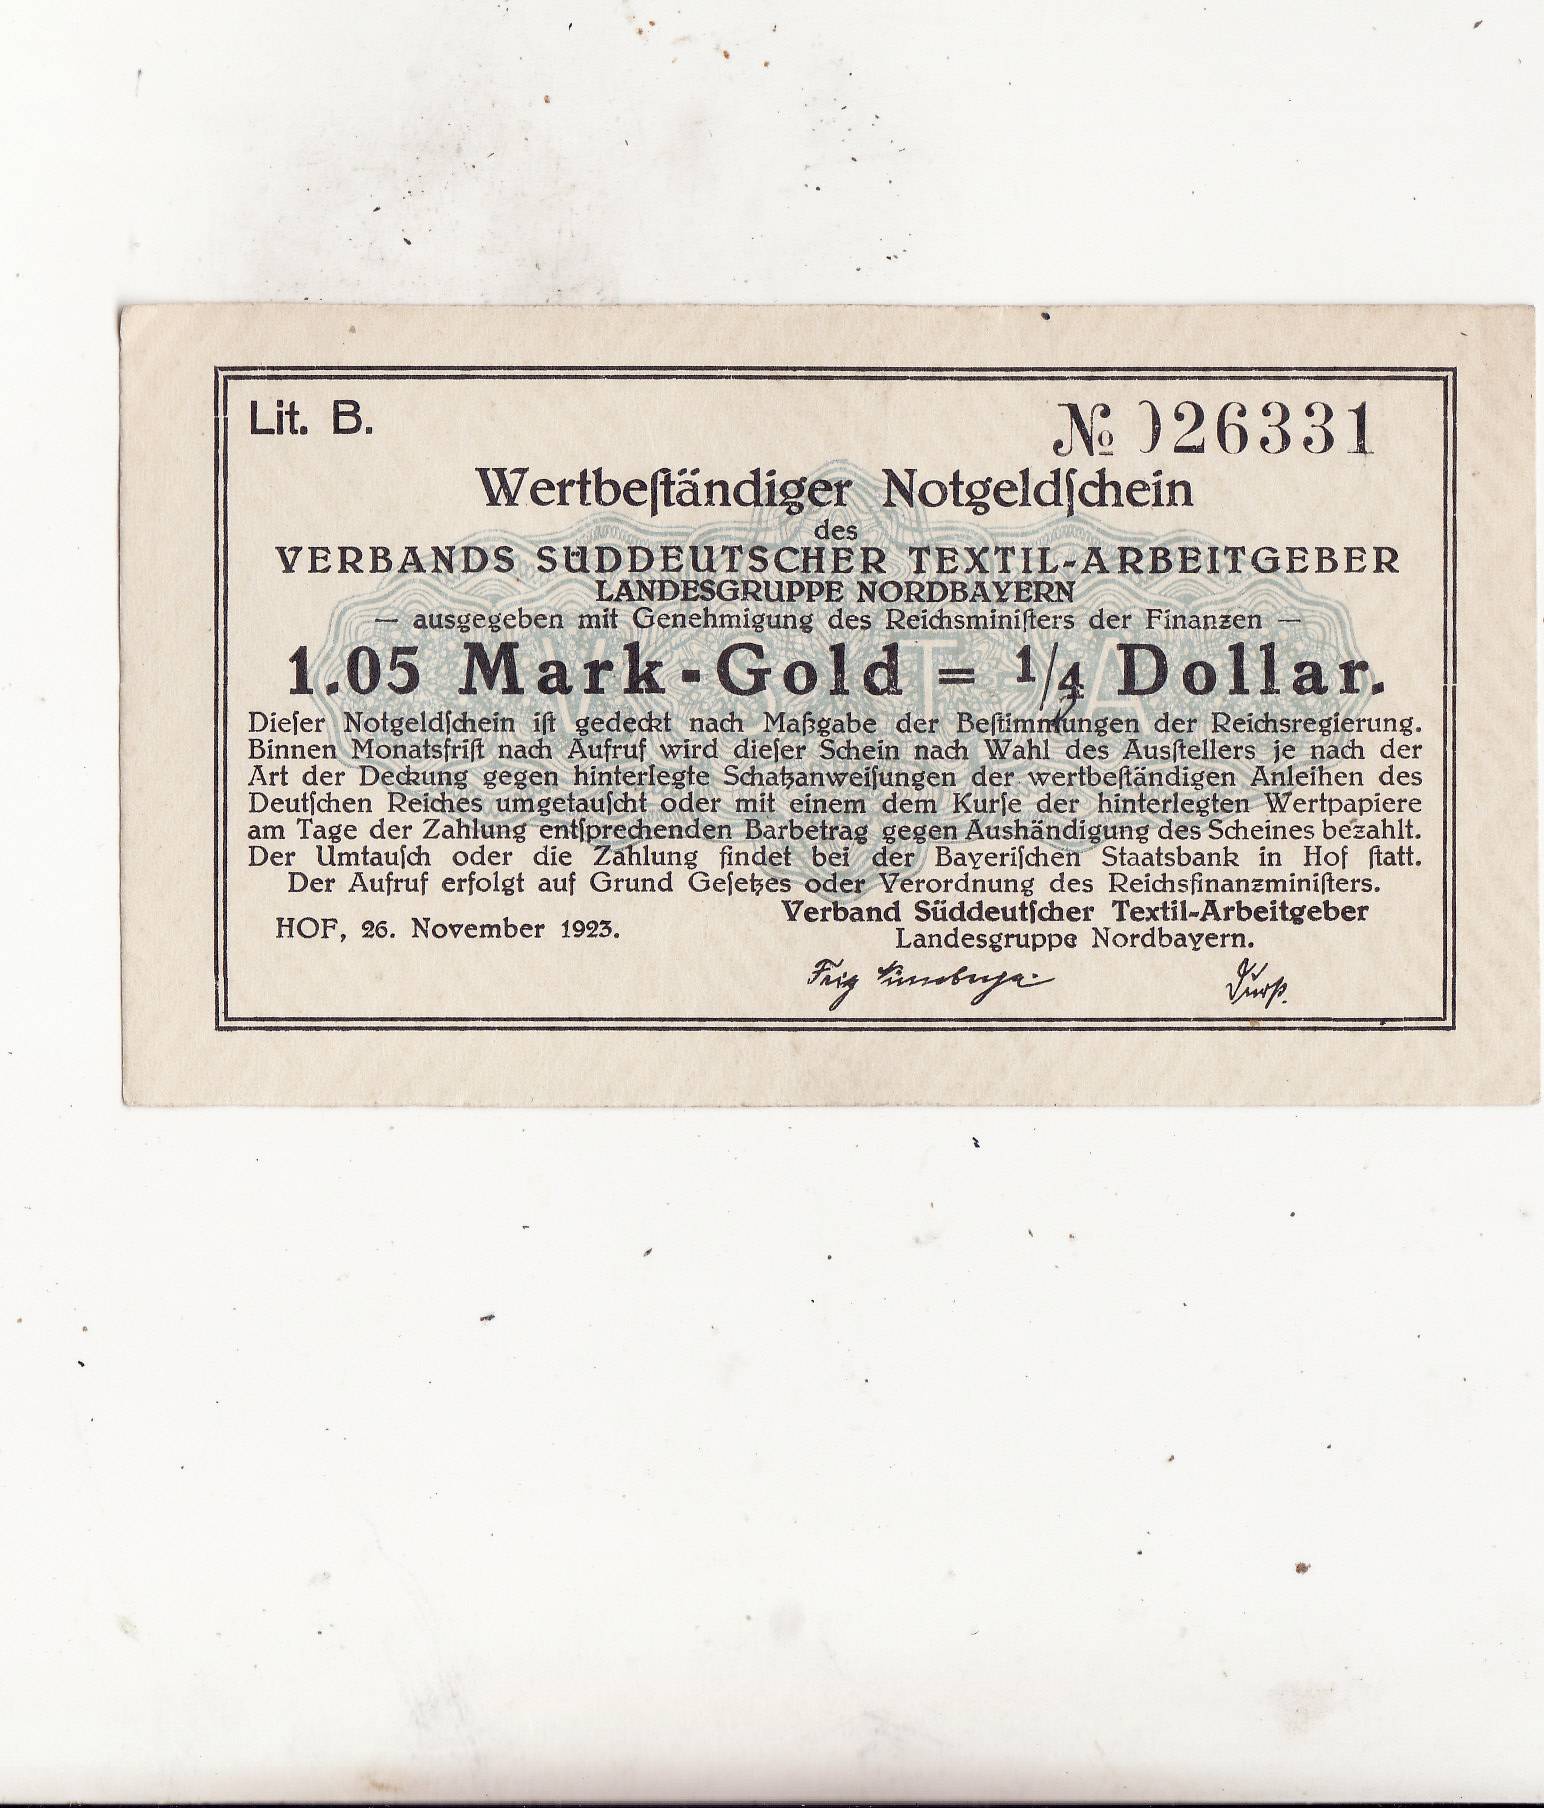 Lit. B.
№ 026331
Wertbeſtändiger Notgeldſchein
des
VERBANDS SÜDDEUTSCHER TEXTIL-ARBEITGEBER
LANDESGRUPPE NORDBAYERN
— ausgegeben mit Genehmigung des Reichsminiſters der Finanzen —
1.05 Mark-Gold = 1/4 Dollar.
Dieſer Notgeldſchein iſt gedeckt nach Maßgabe der Beſtimmungen der Reichsregierung.
Binnen Monatsfriſt nach Aufruf wird dieſer Schein nach Wahl des Ausſtellers je nach der
Art der Deckung gegen hinterlegte Schatzanweiſungen der wertbeſtändigen Anleihen des
Deutſchen Reiches umgetauſcht oder mit einem dem Kurſe der hinterlegten Wertpapiere
am Tage der Zahlung entſprechenden Barbetrag gegen Aushändigung des Scheines bezahlt.
Der Umtauſch oder die Zahlung findet bei der Bayeriſchen Staatsbank in Hof ſtatt.
Der Aufruf erfolgt auf Grund Geſetzes oder Verordnung des Reichsfinanzminiſters.
HOF, 26. November 1923.
Verband Süddeutſcher Textil-Arbeitgeber
Landesgruppe Nordbayern.